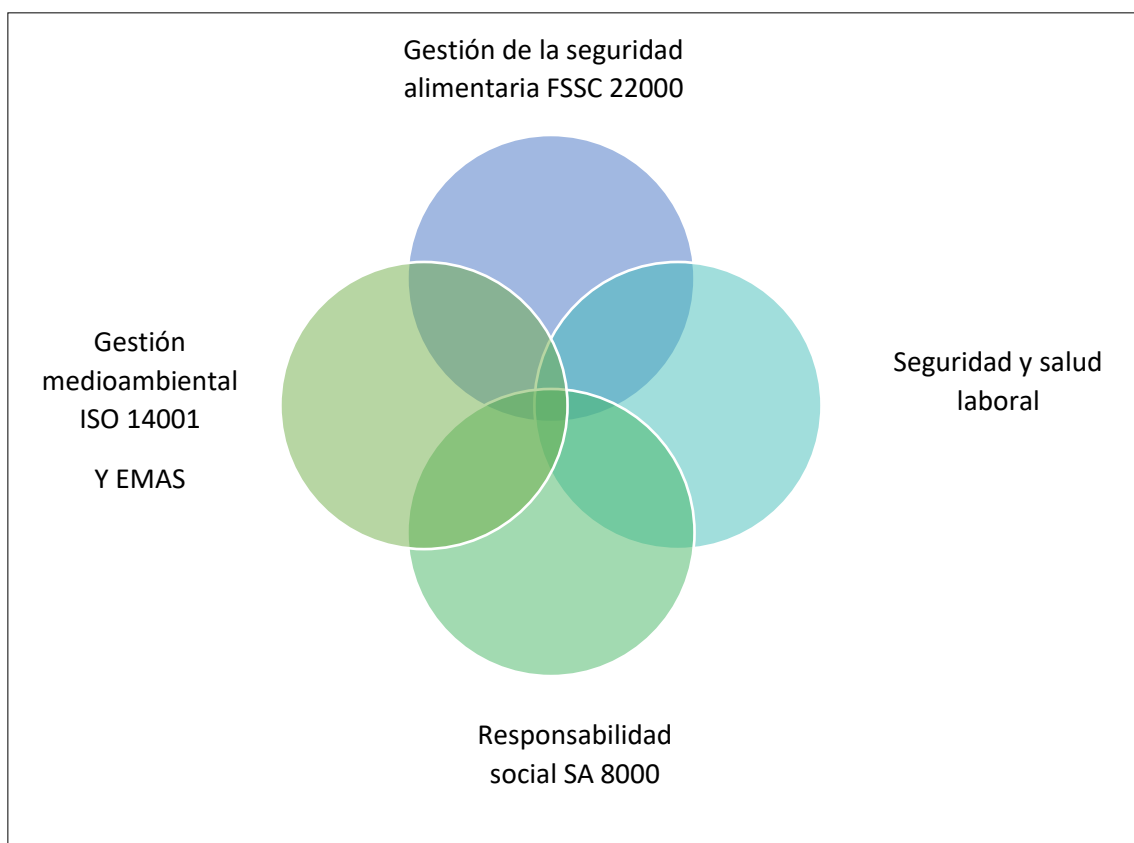 Gestión de la seguridad
alimentaria FSSC 22000
Gestión
medioambiental
ISO 14001
Y EMAS
Seguridad y salud
laboral
Responsabilidad
social SA 8000